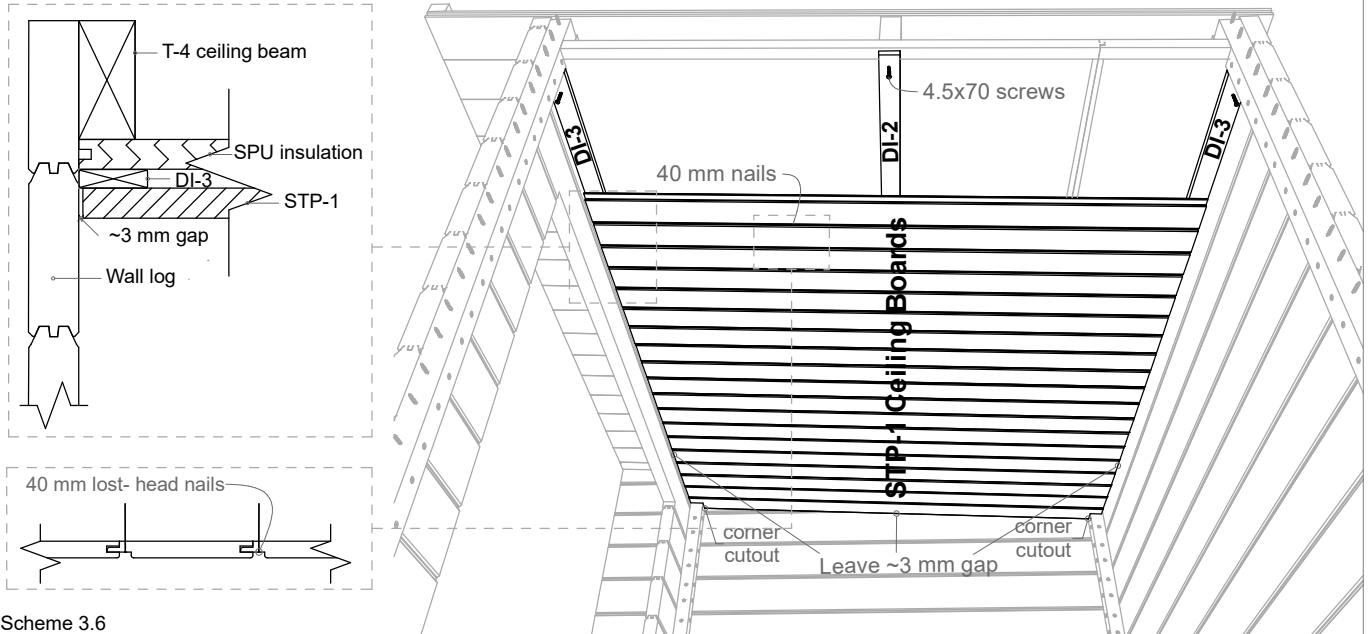 T-4 ceiling beam
SPU insulation
DI-3
STP-1
~3 mm gap
Wall log
40 mm lost- head nails
Scheme 3.6
4.5x70 screws
DI-3
DI-2
DI-3
40 mm nails
STP-1 Ceiling Boards
corner
cutout
corner
cutout
Leave ~3 mm gap